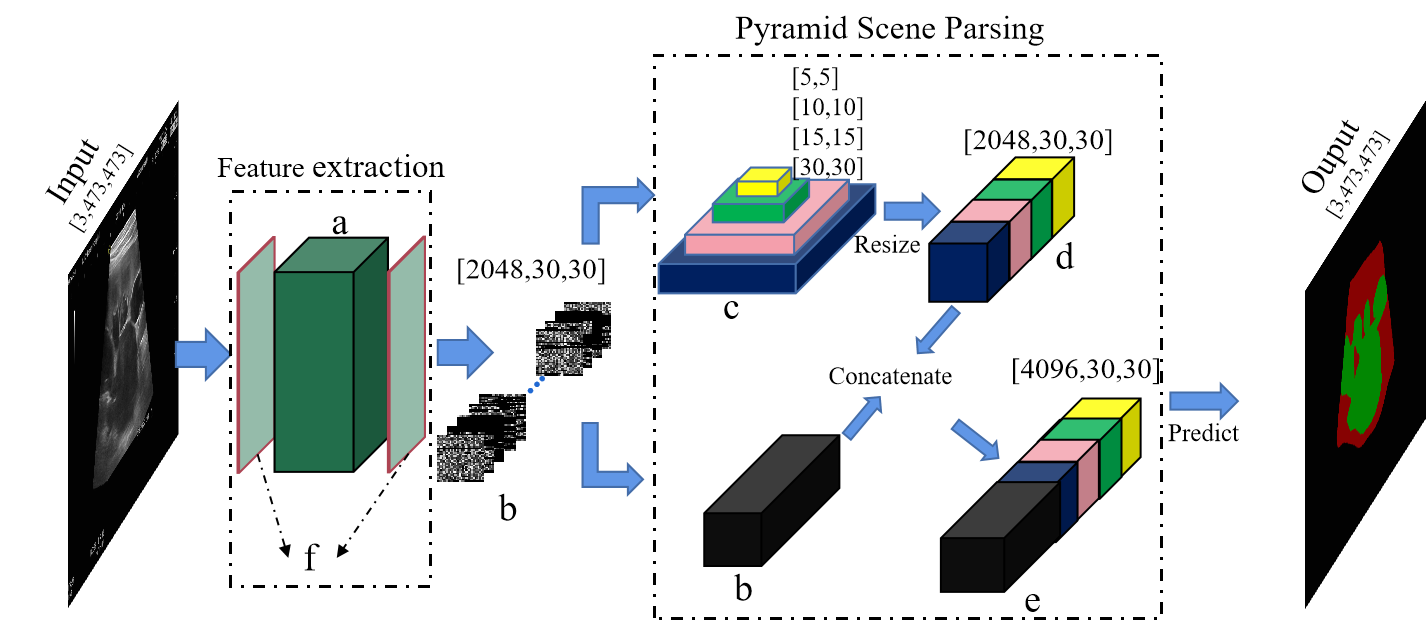 Pyramid Scene Parsing
Input
[3,473,473]
Feature extraction
a
f
[2048,30,30]
b
[5,5]
[10,10]
[15,15]
[30,30]
c
Resize
[2048,30,30]
d
Concatenate
b
[4096,30,30]
e
Predict
Ouput
[3,473,473]